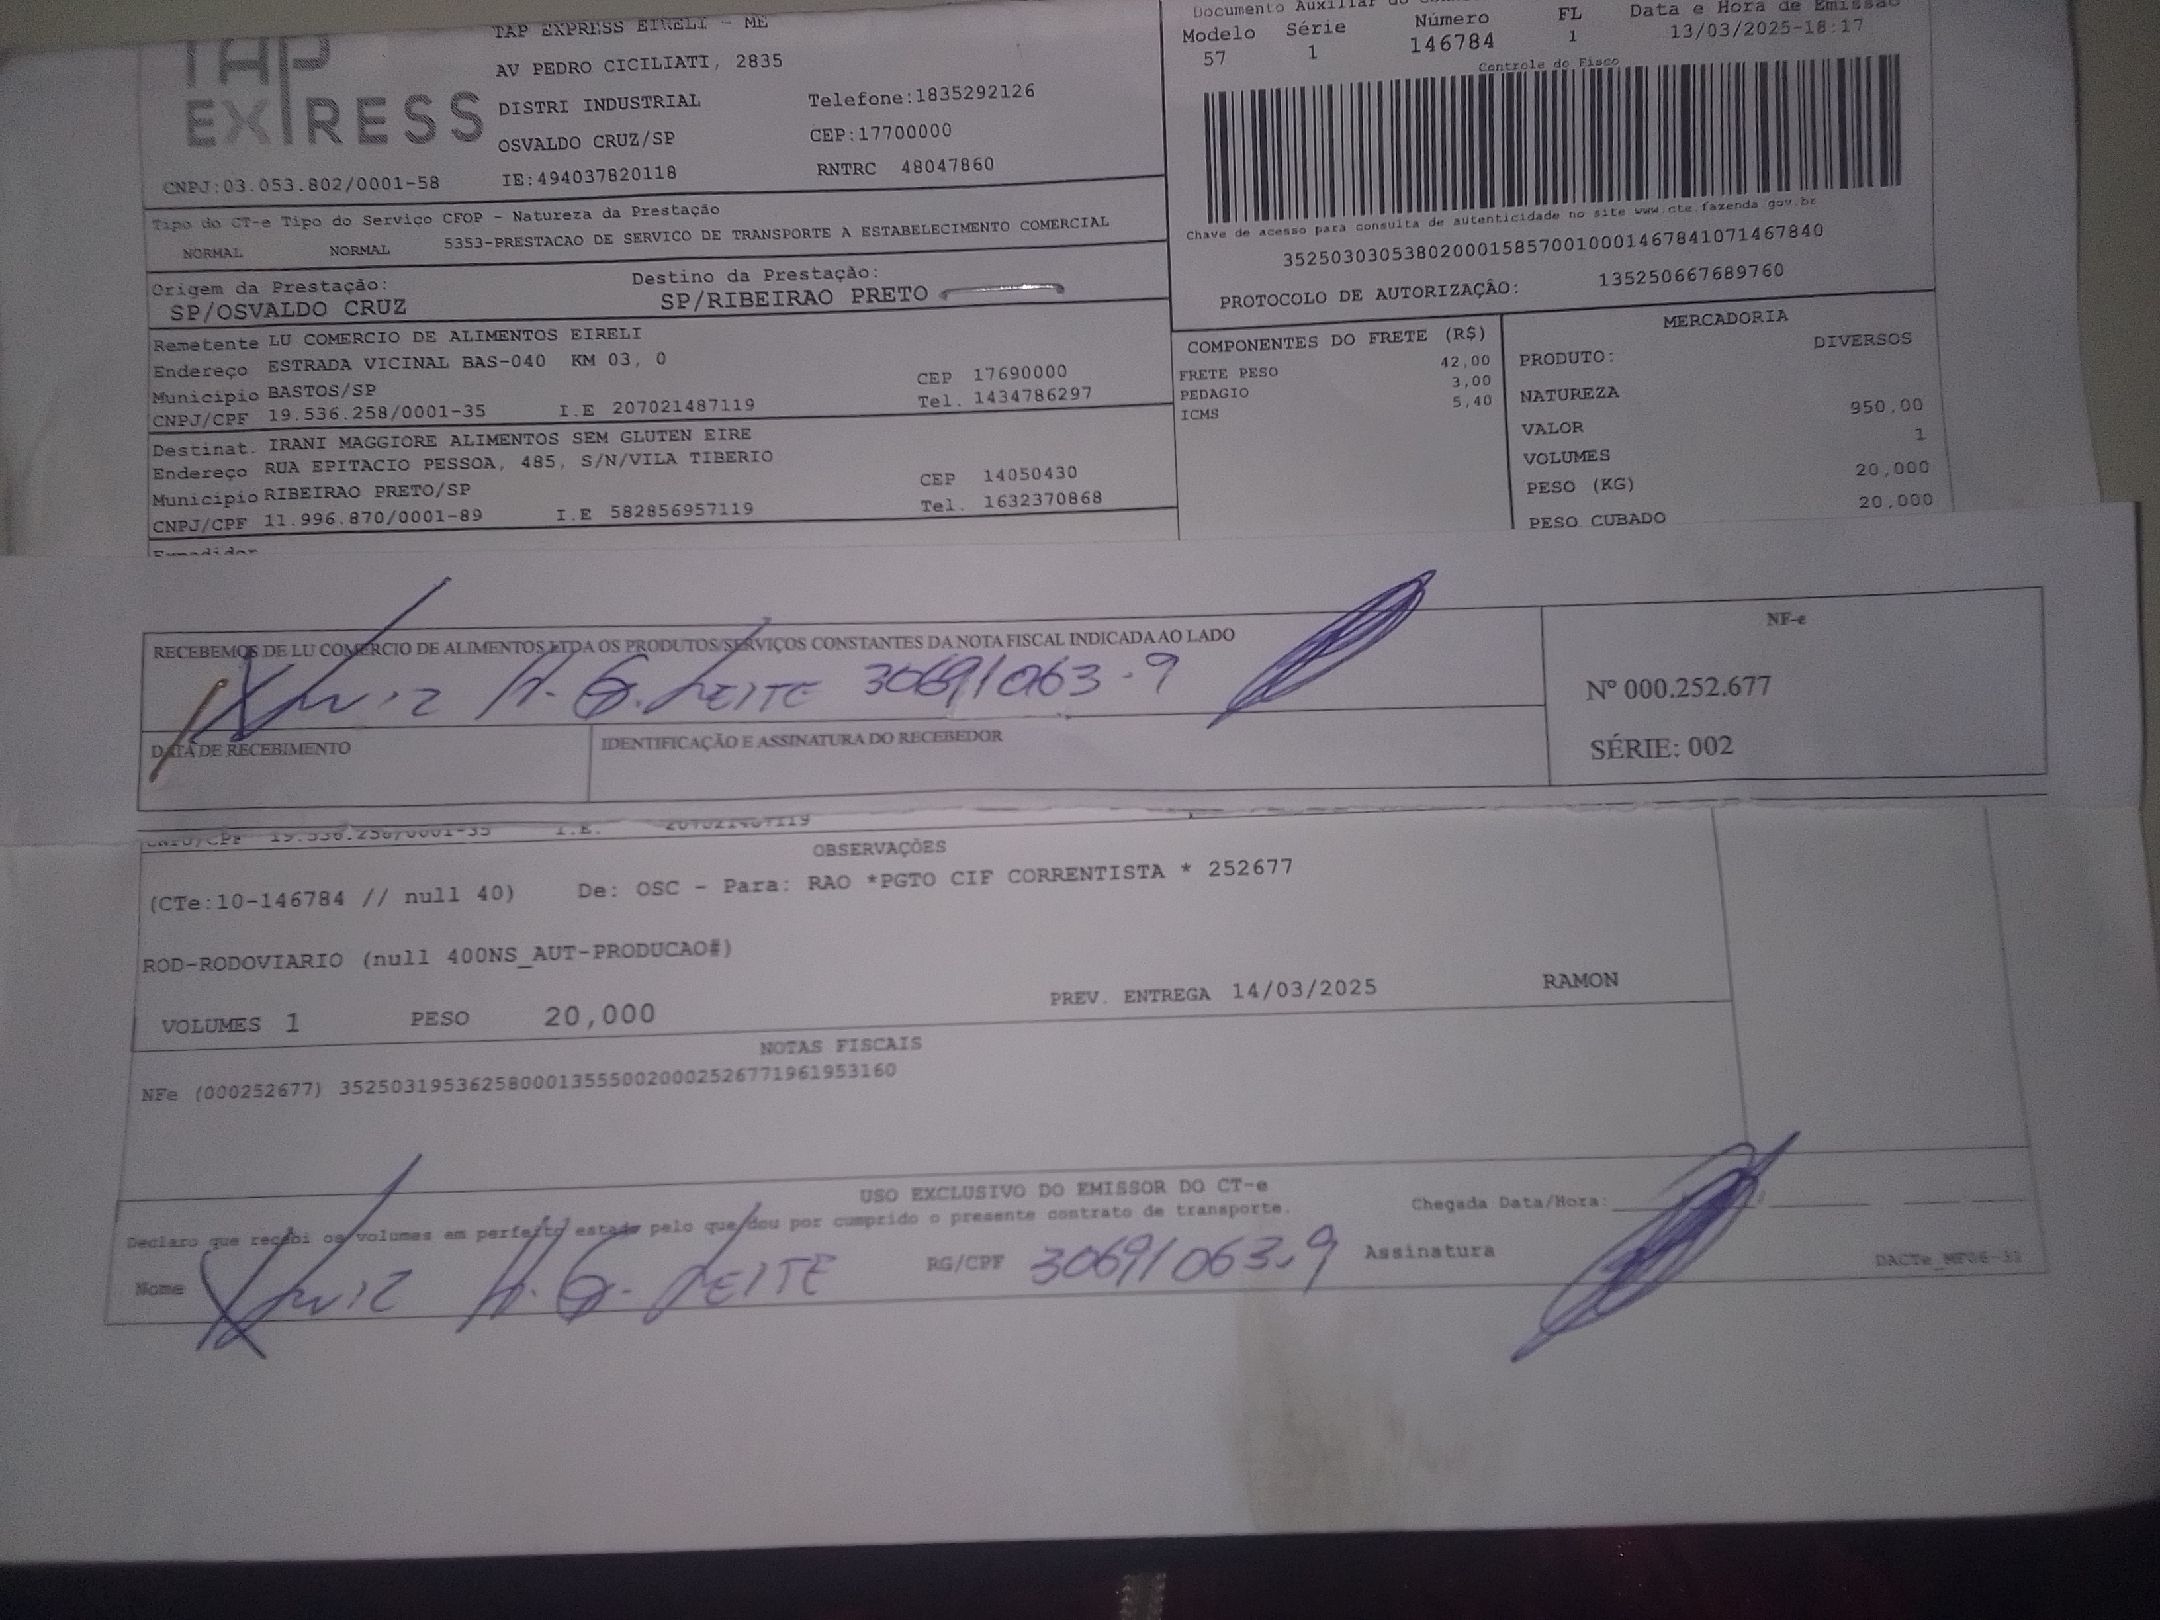 TAP EXPRESS EIRELI - ME
TAP
EXPRESS
AV PEDRO CICILIATI, 2835
DISTRI INDUSTRIAL
Telefone:1835292126
OSVALDO CRUZ/SP
CEP:17700000
CNPJ:03.053.802/0001-58
IE:494037820118
RNTRC 48047860
Documento Auxiliar do
Modelo Série Número FL Data e Hora de Emissão
57 1 146784 1 13/03/2025-18:17
Controle do Fisco
Chave de acesso para consulta de autenticidade no site www.cte.fazenda.gov.br
35250303053802000158570010001467841071467840
PROTOCOLO DE AUTORIZAÇÃO: 135250667689760
Tipo do CT-e Tipo do Serviço CFOP - Natureza da Prestação
NORMAL NORMAL 5353-PRESTACAO DE SERVICO DE TRANSPORTE A ESTABELECIMENTO COMERCIAL
Origem da Prestação: Destino da Prestação:
SP/OSVALDO CRUZ SP/RIBEIRAO PRETO
Remetente LU COMERCIO DE ALIMENTOS EIRELI
Endereço ESTRADA VICINAL BAS-040 KM 03, 0
Municipio BASTOS/SP CEP 17690000
CNPJ/CPF 19.536.258/0001-35 I.E 207021487119 Tel. 1434786297
Destinat. IRANI MAGGIORE ALIMENTOS SEM GLUTEN EIRE
Endereço RUA EPITACIO PESSOA, 485, S/N/VILA TIBERIO
Municipio RIBEIRAO PRETO/SP CEP 14050430
CNPJ/CPF 11.996.870/0001-89 I.E 582856957119 Tel. 1632370868
Expedidor
COMPONENTES DO FRETE (R$)
FRETE PESO 42,00
PEDAGIO 3,00
ICMS 5,40
MERCADORIA
PRODUTO: DIVERSOS
NATUREZA
VALOR 950,00
VOLUMES 1
PESO (KG) 20,000
PESO CUBADO 20,000
RECEBEMOS DE LU COMERCIO DE ALIMENTOS LTDA OS PRODUTOS/SERVIÇOS CONSTANTES DA NOTA FISCAL INDICADA AO LADO
Luiz H. G. LEITE 30691063-9
DATA DE RECEBIMENTO
IDENTIFICAÇÃO E ASSINATURA DO RECEBEDOR
NF-e
Nº 000.252.677
SÉRIE: 002
CNPJ/CPF 19.536.258/0001-35 I.E. 207021487119
OBSERVAÇÕES
(CTe:10-146784 // null 40) De: OSC - Para: RAO *PGTO CIF CORRENTISTA * 252677
ROD-RODOVIARIO (null 400NS_AUT-PRODUCAO#)
VOLUMES 1 PESO 20,000 PREV. ENTREGA 14/03/2025 RAMON
NOTAS FISCAIS
NFe (000252677) 35250319536258000135550020002526771961953160
USO EXCLUSIVO DO EMISSOR DO CT-e
Declaro que recebi os volumes em perfeito estado pelo que dou por cumprido o presente contrato de transporte.
Chegada Data/Hora:
Nome Luiz H. G. LEITE RG/CPF 30691063.9 Assinatura
DACTe_MF06-31